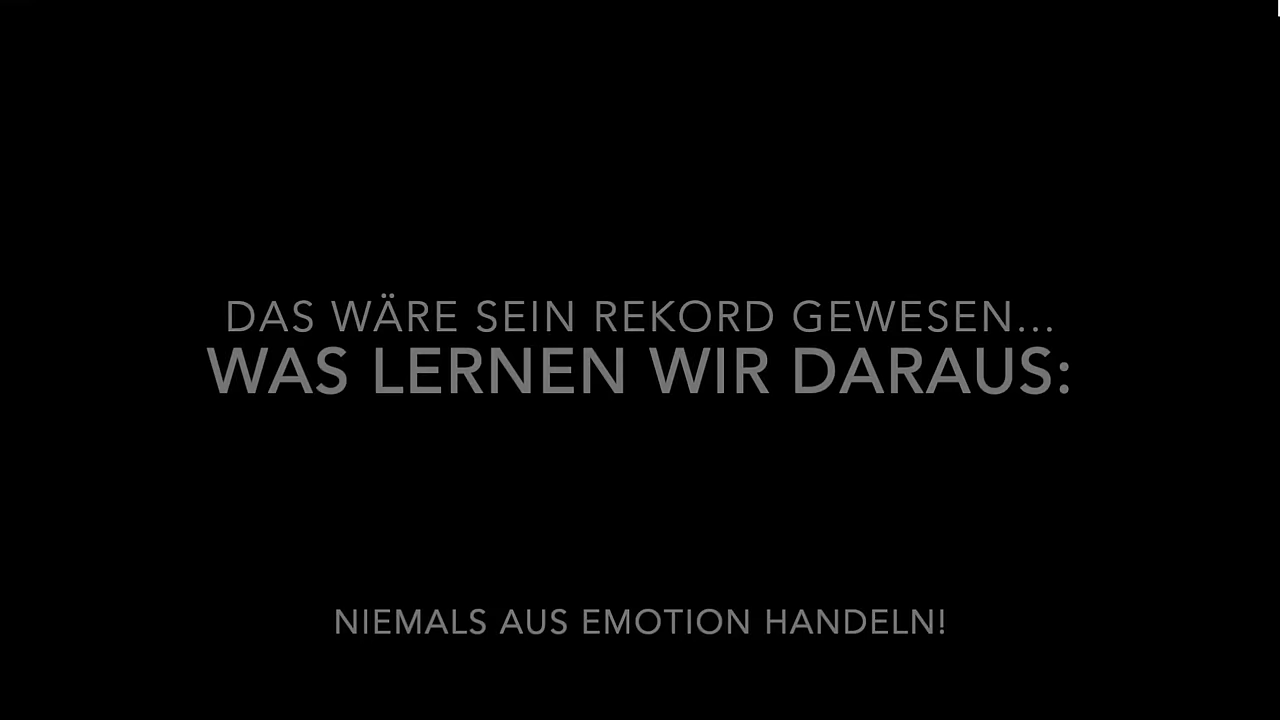 DAS WÄRE SEIN REKORD GEWESEN...
WAS LERNEN WIR DARAUS:
NIEMALS AUS EMOTION HANDELN!